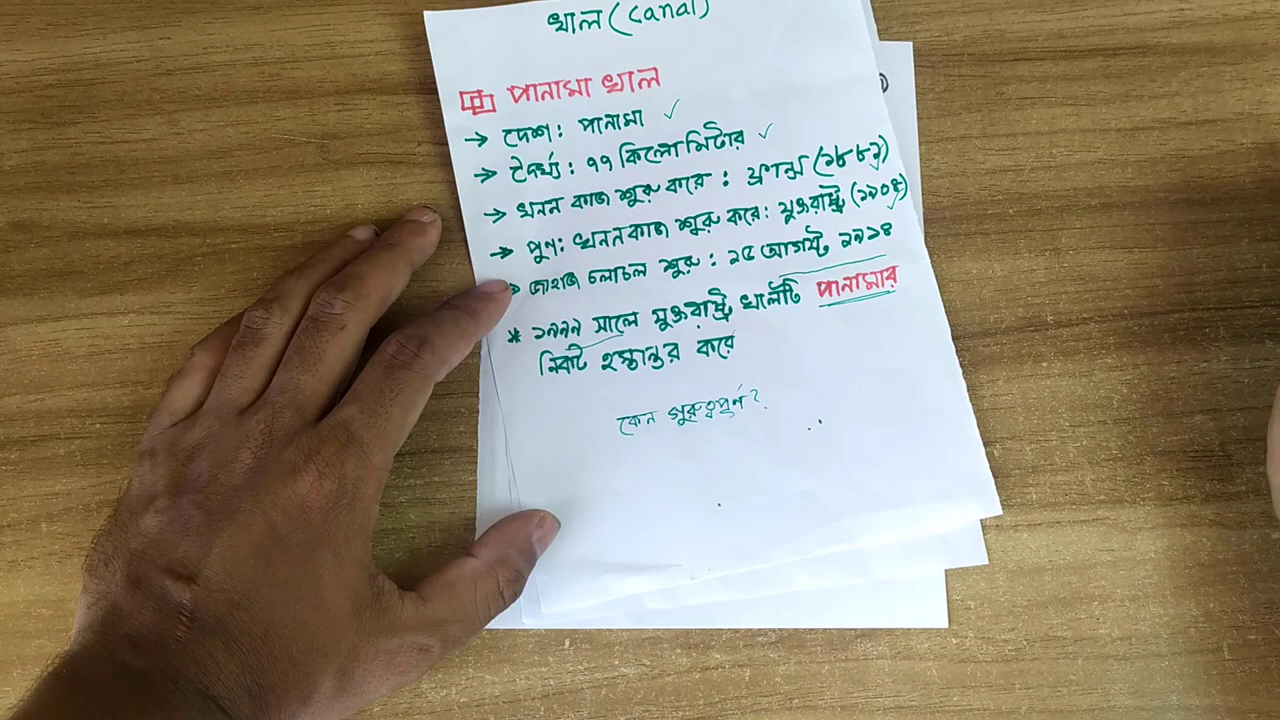 খাল (Canal)
পানামা খাল
→ দেশ: পানামা ✓
→ দৈর্ঘ্য: ৭৭ কিলোমিটার ✓
→ খনন কাজ শুরু করে: ফ্রান্স (১৮৮১)
→ পুণ: খননকাজ শুরু করে: যুক্তরাষ্ট্র (১৯০৪)
→ জাহাজ চলাচল শুরু: ১৫ আগস্ট, ১৯১৪
* ১৯৯৯ সালে যুক্তরাষ্ট্র খালটি পানামার
নিকট হস্তান্তর করে
কেন গুরুত্বপূর্ণ?